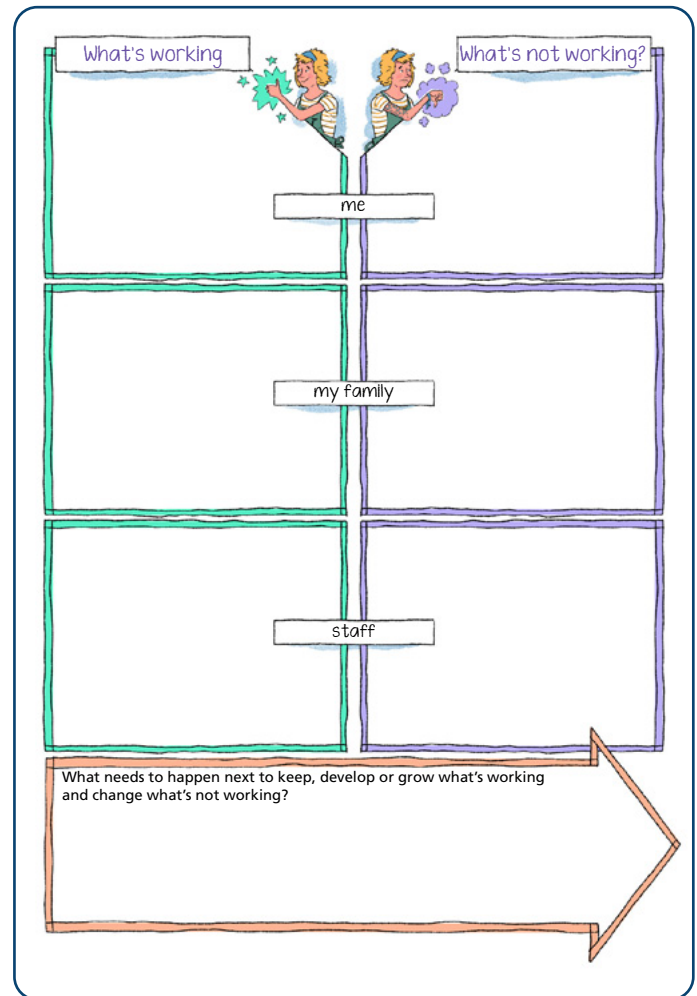 What's working
What's not working?
me
my family
staff
What needs to happen next to keep, develop or grow what’s working
and change what’s not working?